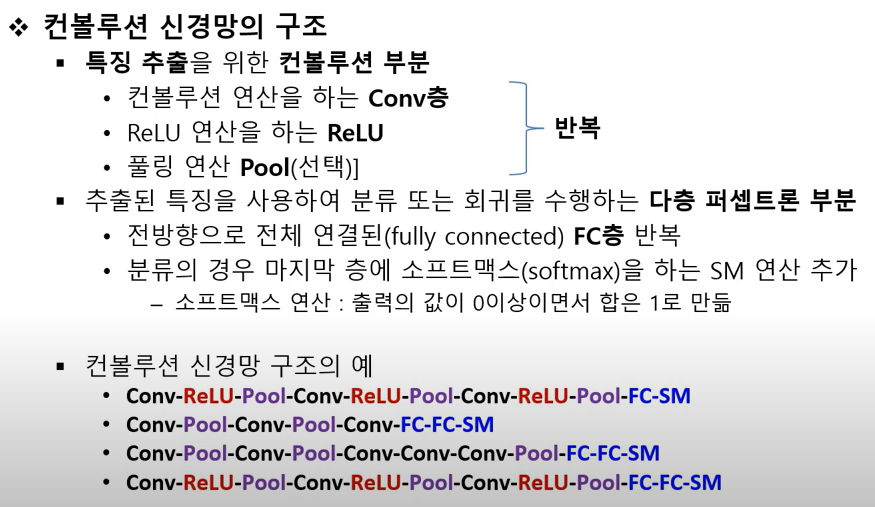 ❖ 컨볼루션 신경망의 구조
▪ 특징 추출을 위한 컨볼루션 부분
• 컨볼루션 연산을 하는 Conv층
• ReLU 연산을 하는 ReLU
반복
• 풀링 연산 Pool(선택)]
▪ 추출된 특징을 사용하여 분류 또는 회귀를 수행하는 다층 퍼셉트론 부분
• 전방향으로 전체 연결된(fully connected) FC층 반복
• 분류의 경우 마지막 층에 소프트맥스(softmax)을 하는 SM 연산 추가
– 소프트맥스 연산 : 출력의 값이 0이상이면서 합은 1로 만듦
▪ 컨볼루션 신경망 구조의 예
• Conv-ReLU-Pool-Conv-ReLU-Pool-Conv-ReLU-Pool-FC-SM
• Conv-Pool-Conv-Pool-Conv-FC-FC-SM
• Conv-Pool-Conv-Pool-Conv-Conv-Conv-Pool-FC-FC-SM
• Conv-ReLU-Pool-Conv-ReLU-Pool-Conv-ReLU-Pool-FC-FC-SM